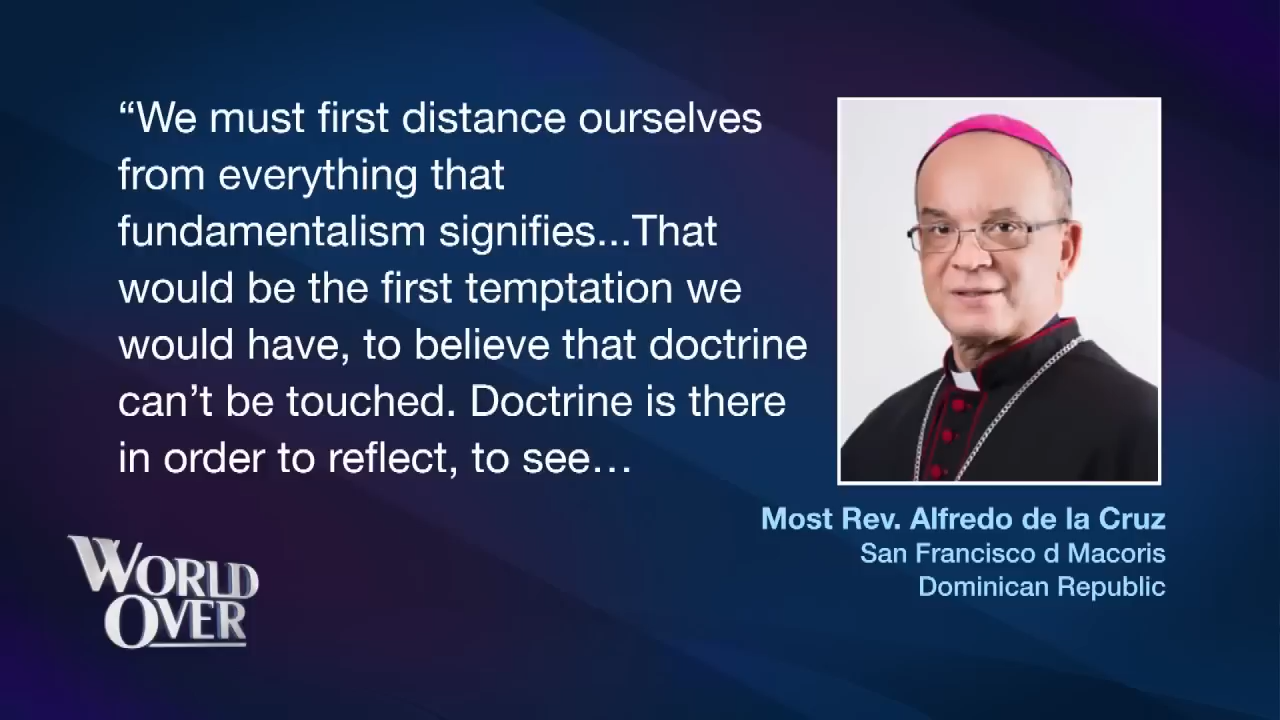 “We must first distance ourselves
from everything that
fundamentalism signifies...That
would be the first temptation we
would have, to believe that doctrine
can’t be touched. Doctrine is there
in order to reflect, to see…
Most Rev. Alfredo de la Cruz
San Francisco d Macoris
Dominican Republic
WORLD
OVER